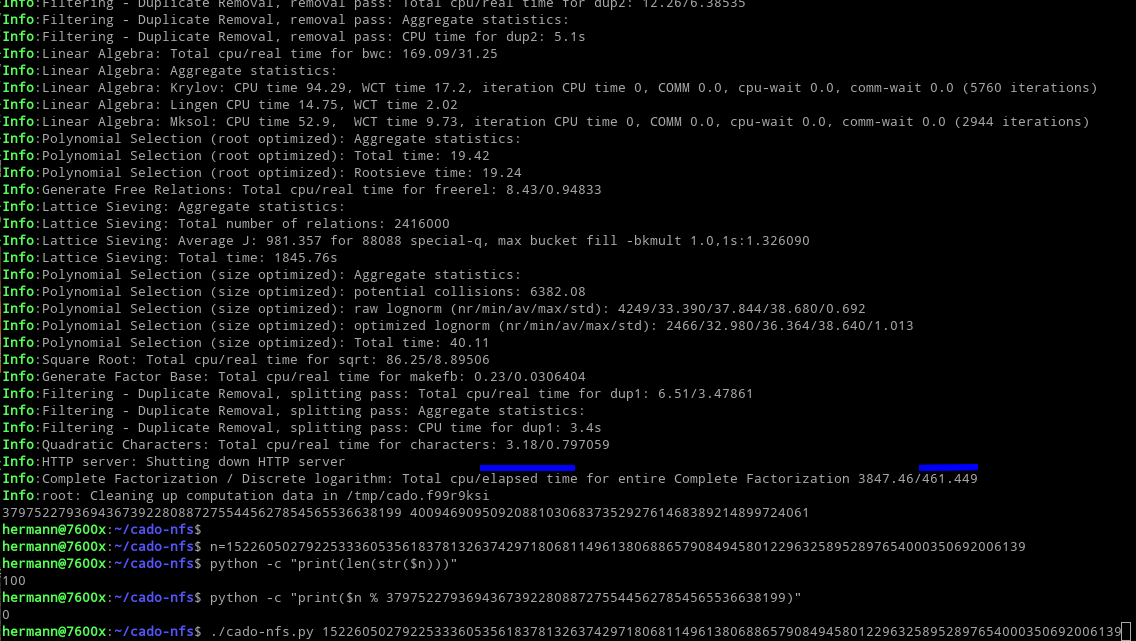 Info:Filtering - Duplicate Removal, removal pass: Total cpu/real time for dup2: 12.26/6.38535
Info:Filtering - Duplicate Removal, removal pass: Aggregate statistics:
Info:Filtering - Duplicate Removal, removal pass: CPU time for dup2: 5.1s
Info:Linear Algebra: Total cpu/real time for bwc: 169.09/31.25
Info:Linear Algebra: Aggregate statistics:
Info:Linear Algebra: Krylov: CPU time 94.29, WCT time 17.2, iteration CPU time 0, COMM 0.0, cpu-wait 0.0, comm-wait 0.0 (5760 iterations)
Info:Linear Algebra: Lingen CPU time 14.75, WCT time 2.02
Info:Linear Algebra: Mksol: CPU time 52.9,  WCT time 9.73, iteration CPU time 0, COMM 0.0, cpu-wait 0.0, comm-wait 0.0 (2944 iterations)
Info:Polynomial Selection (root optimized): Aggregate statistics:
Info:Polynomial Selection (root optimized): Total time: 19.42
Info:Polynomial Selection (root optimized): Rootsieve time: 19.24
Info:Generate Free Relations: Total cpu/real time for freerel: 8.43/0.94833
Info:Lattice Sieving: Aggregate statistics:
Info:Lattice Sieving: Total number of relations: 2416000
Info:Lattice Sieving: Average J: 981.357 for 88088 special-q, max bucket fill -bkmult 1.0,1s:1.326090
Info:Lattice Sieving: Total time: 1845.76s
Info:Polynomial Selection (size optimized): Aggregate statistics:
Info:Polynomial Selection (size optimized): potential collisions: 6382.08
Info:Polynomial Selection (size optimized): raw lognorm (nr/min/av/max/std): 4249/33.390/37.844/38.680/0.692
Info:Polynomial Selection (size optimized): optimized lognorm (nr/min/av/max/std): 2466/32.980/36.364/38.640/1.013
Info:Polynomial Selection (size optimized): Total time: 40.11
Info:Square Root: Total cpu/real time for sqrt: 86.25/8.89506
Info:Generate Factor Base: Total cpu/real time for makefb: 0.23/0.0306404
Info:Filtering - Duplicate Removal, splitting pass: Total cpu/real time for dup1: 6.51/3.47861
Info:Filtering - Duplicate Removal, splitting pass: Aggregate statistics:
Info:Filtering - Duplicate Removal, splitting pass: CPU time for dup1: 3.4s
Info:Quadratic Characters: Total cpu/real time for characters: 3.18/0.797059
Info:HTTP server: Shutting down HTTP server
Info:Complete Factorization / Discrete logarithm: Total cpu/elapsed time for entire Complete Factorization 3847.46/461.449
Info:root: Cleaning up computation data in /tmp/cado.f99r9ksi
37975227936943673922808872755445627854565536638199 40094690950920881030683735292761468389214899724061
hermann@7600x:~/cado-nfs$
hermann@7600x:~/cado-nfs$ n=1522605027922533360535618378132637429718068114961380688657908494580122963258952897654000350692006139
hermann@7600x:~/cado-nfs$ python -c "print(len(str($n)))"
100
hermann@7600x:~/cado-nfs$ python -c "print($n % 37975227936943673922808872755445627854565536638199)"
0
hermann@7600x:~/cado-nfs$ ./cado-nfs.py 1522605027922533360535618378132637429718068114961380688657908494580122963258952897654000350692006139